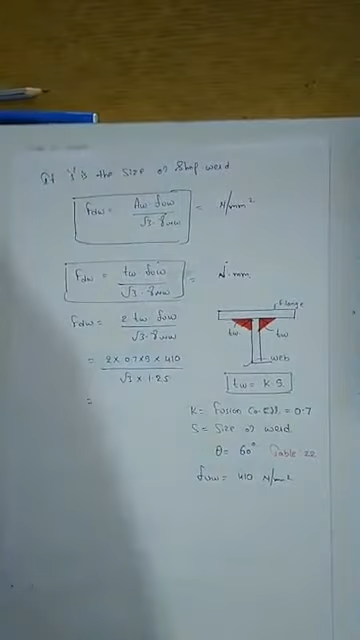 If 'S' is the size of Shop weld
fdw = Aw · fuw / √3 · γmw = N/mm²
fdw = tw fuw / √3 · γmw = N·mm
flange
tw tw
web
tw = K·S
fdw = 2 tw fuw / √3 · γmw
= 2 x 0.7 x S x 410 / √3 x 1.25
=
K = fusion Co.eff. = 0.7
S = Size of weld
θ = 60° Table 22
fuw = 410 N/mm²